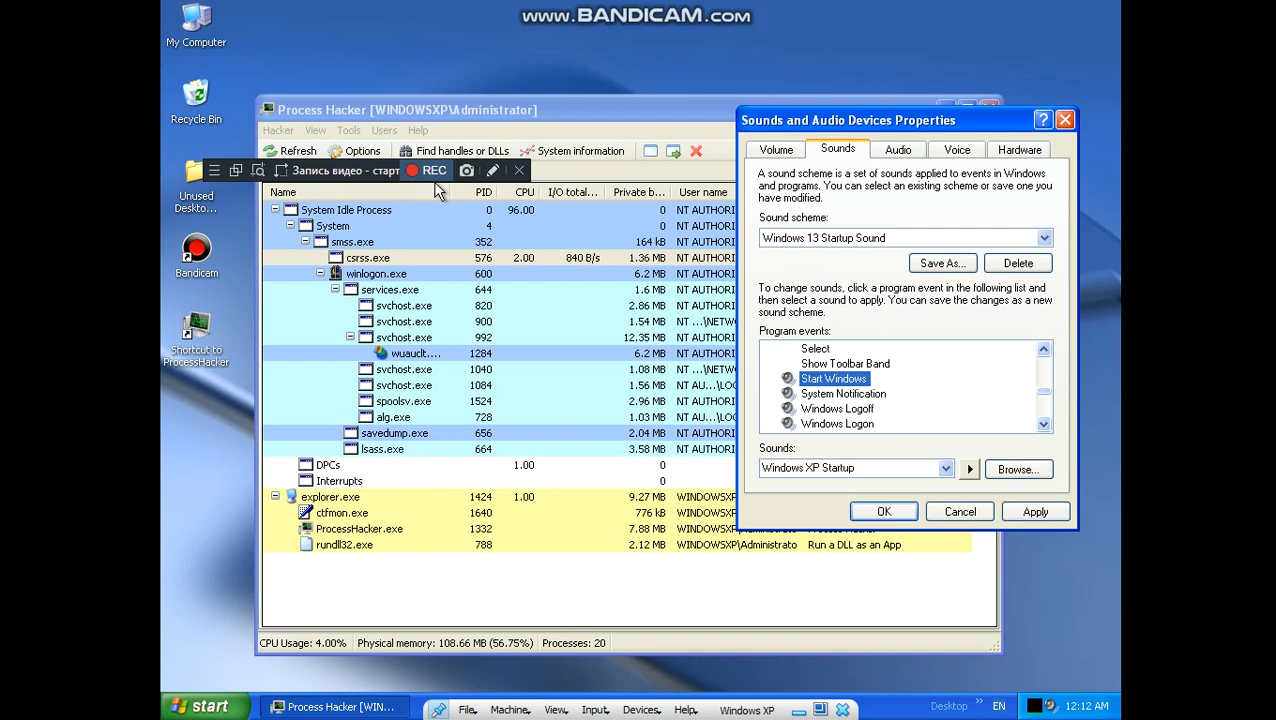 www.BANDICAM.com
My Computer
Recycle Bin
Unused
Deskto...
Bandicam
Shortcut to
ProcessHacker
Process Hacker [WINDOWSXP\Administrator]
Hacker View Tools Users Help
Refresh Options Find handles or DLLs System information
Запись видео - старт REC
Name PID CPU I/O total... Private b... User name
System Idle Process 0 96.00 0 NT AUTHORI
System 4 0 NT AUTHORI
smss.exe 352 164 kB NT AUTHORI
csrss.exe 576 2.00 840 B/s 1.36 MB NT AUTHORI
winlogon.exe 600 6.2 MB NT AUTHORI
services.exe 644 1.6 MB NT AUTHORI
svchost.exe 820 2.86 MB NT AUTHORI
svchost.exe 900 1.54 MB NT ...\NETWOR
svchost.exe 992 12.35 MB NT AUTHORI
wuauclt.... 1284 6.2 MB NT AUTHORI
svchost.exe 1040 1.08 MB NT ...\NETWOR
svchost.exe 1084 1.56 MB NT AU...\LOC
spoolsv.exe 1524 2.96 MB NT AUTHORI
alg.exe 728 1.03 MB NT AU...\LOC
savedump.exe 656 2.04 MB NT AUTHORI
lsass.exe 664 3.58 MB NT AUTHORI
DPCs 0
Interrupts 0
explorer.exe 1424 1.00 9.27 MB WINDOWSX
ctfmon.exe 1640 776 kB WINDOWSX
ProcessHacker.exe 1332 7.88 MB WINDOWSXP\Administrato Process Hacker
rundll32.exe 788 2.12 MB WINDOWSXP\Administrato Run a DLL as an App
CPU Usage: 4.00% Physical memory: 108.66 MB (56.75%) Processes: 20
Sounds and Audio Devices Properties
Volume Sounds Audio Voice Hardware
A sound scheme is a set of sounds applied to events in Windows
and programs. You can select an existing scheme or save one you
have modified.
Sound scheme:
Windows 13 Startup Sound
Save As... Delete
To change sounds, click a program event in the following list and
then select a sound to apply. You can save the changes as a new
sound scheme.
Program events:
Select
Show Toolbar Band
Start Windows
System Notification
Windows Logoff
Windows Logon
Sounds:
Windows XP Startup Browse...
OK Cancel Apply
start Process Hacker [WIN... File Machine View Input Devices Help Windows XP Desktop » EN 12:12 AM